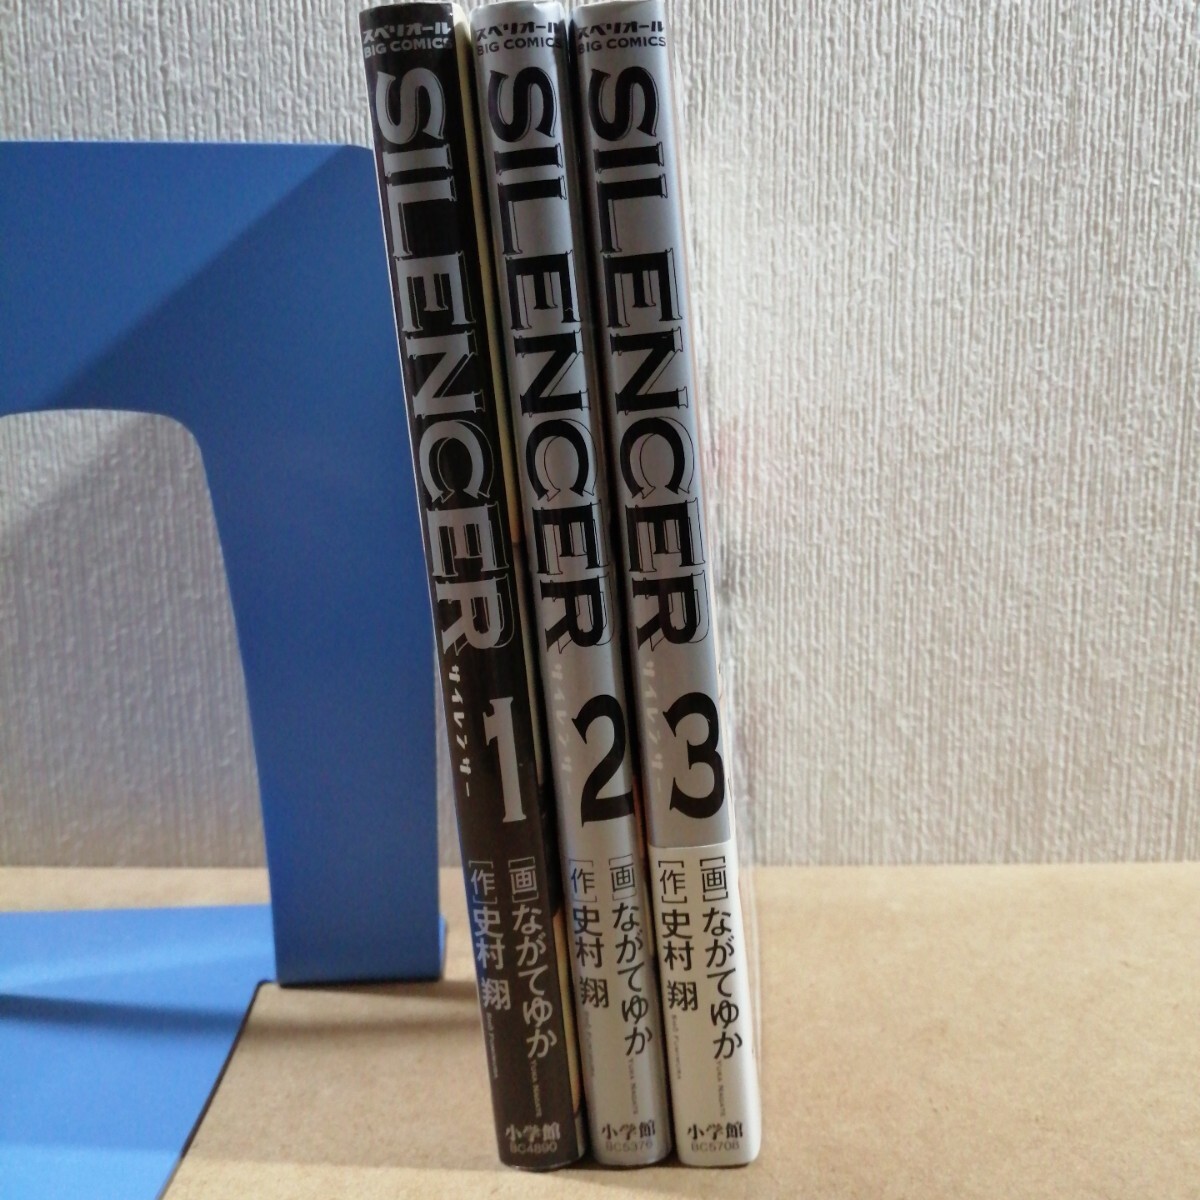 スペリオール
BIG COMICS
SILENCER
サイレンサー
1
[画]ながてゆか
[作]史村 翔
小学館
BC4890
スペリオール
BIG COMICS
SILENCER
サイレンサー
2
[画]ながてゆか
[作]史村 翔
小学館
BC5376
スペリオール
BIG COMICS
SILENCER
サイレンサー
3
[画]ながてゆか
[作]史村 翔
小学館
BC5708